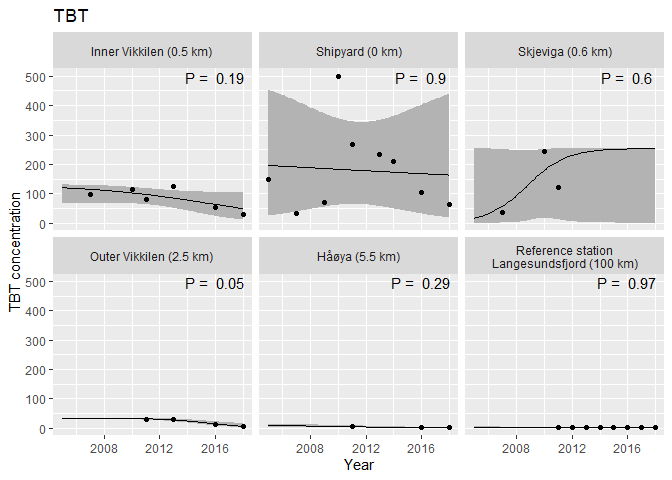 TBT
Inner Vikkilen (0.5 km)
Shipyard (0 km)
Skjeviga (0.6 km)
P = 0.19
P = 0.9
P = 0.6
500
400
300
200
100
0
Outer Vikkilen (2.5 km)
Håøya (5.5 km)
Reference station
Langesundsfjord (100 km)
P = 0.05
P = 0.29
P = 0.97
500
400
300
200
100
0
2008 2012 2016
2008 2012 2016
2008 2012 2016
Year
TBT concentration